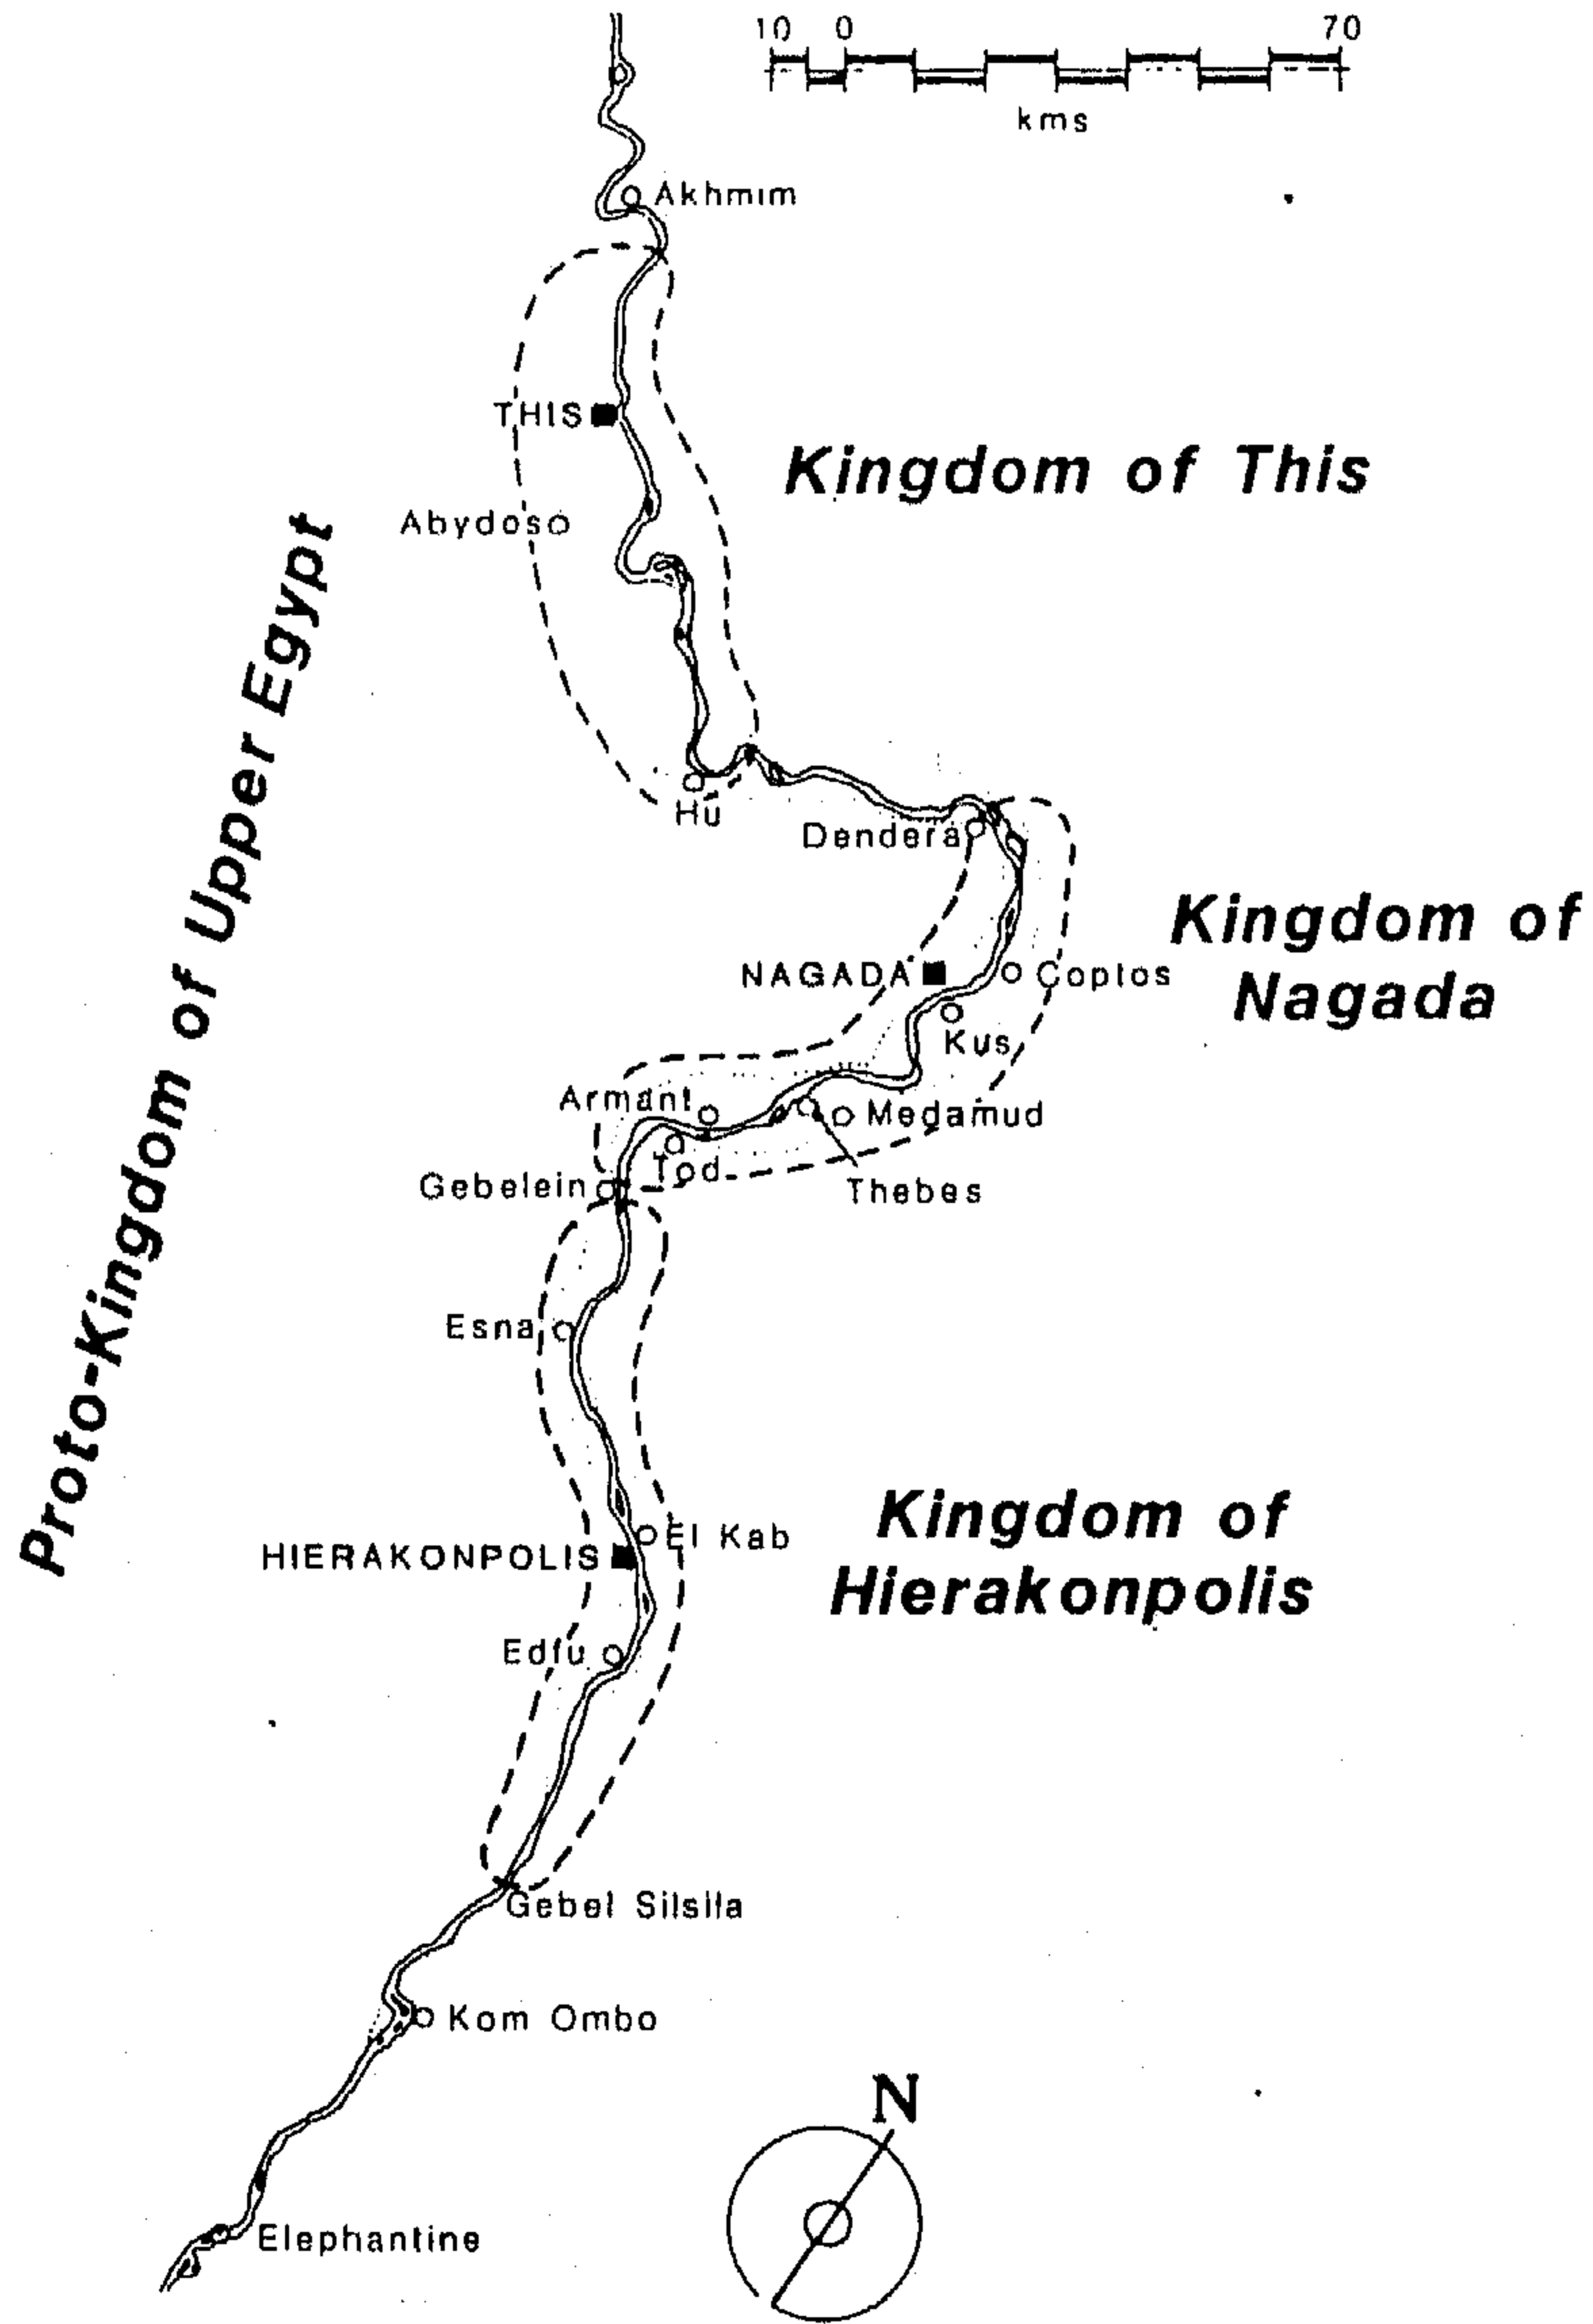 10 0 70
kms
Akhmim
THIS
Kingdom of This
Abydos
Proto-Kingdom of Upper Egypt
Hu
Dendera
Kingdom of
Nagada
NAGADA
Coptos
Kus
Armant
Medamud
Tod
Gebelein
Thebes
Esna
Kingdom of
Hierakonpolis
El Kab
HIERAKONPOLIS
Edfu
Gebel Silsila
Kom Ombo
N
Elephantine